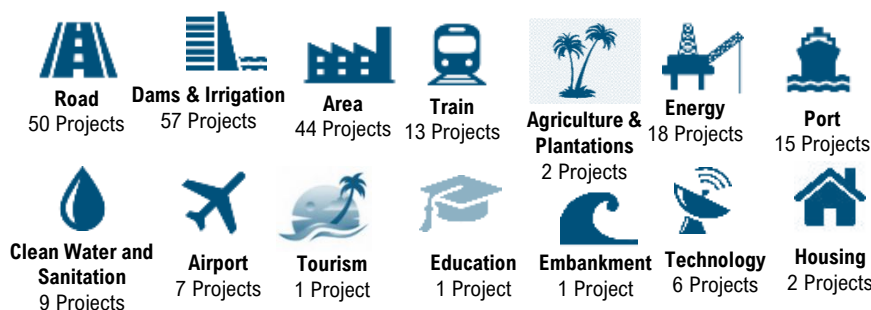 Road
50 Projects
Dams & Irrigation
57 Projects
Area
44 Projects
Train
13 Projects
Agriculture &
Plantations
2 Projects
Energy
18 Projects
Port
15 Projects
Clean Water and
Sanitation
9 Projects
Airport
7 Projects
Tourism
1 Project
Education
1 Project
Embankment
1 Project
Technology
6 Projects
Housing
2 Projects